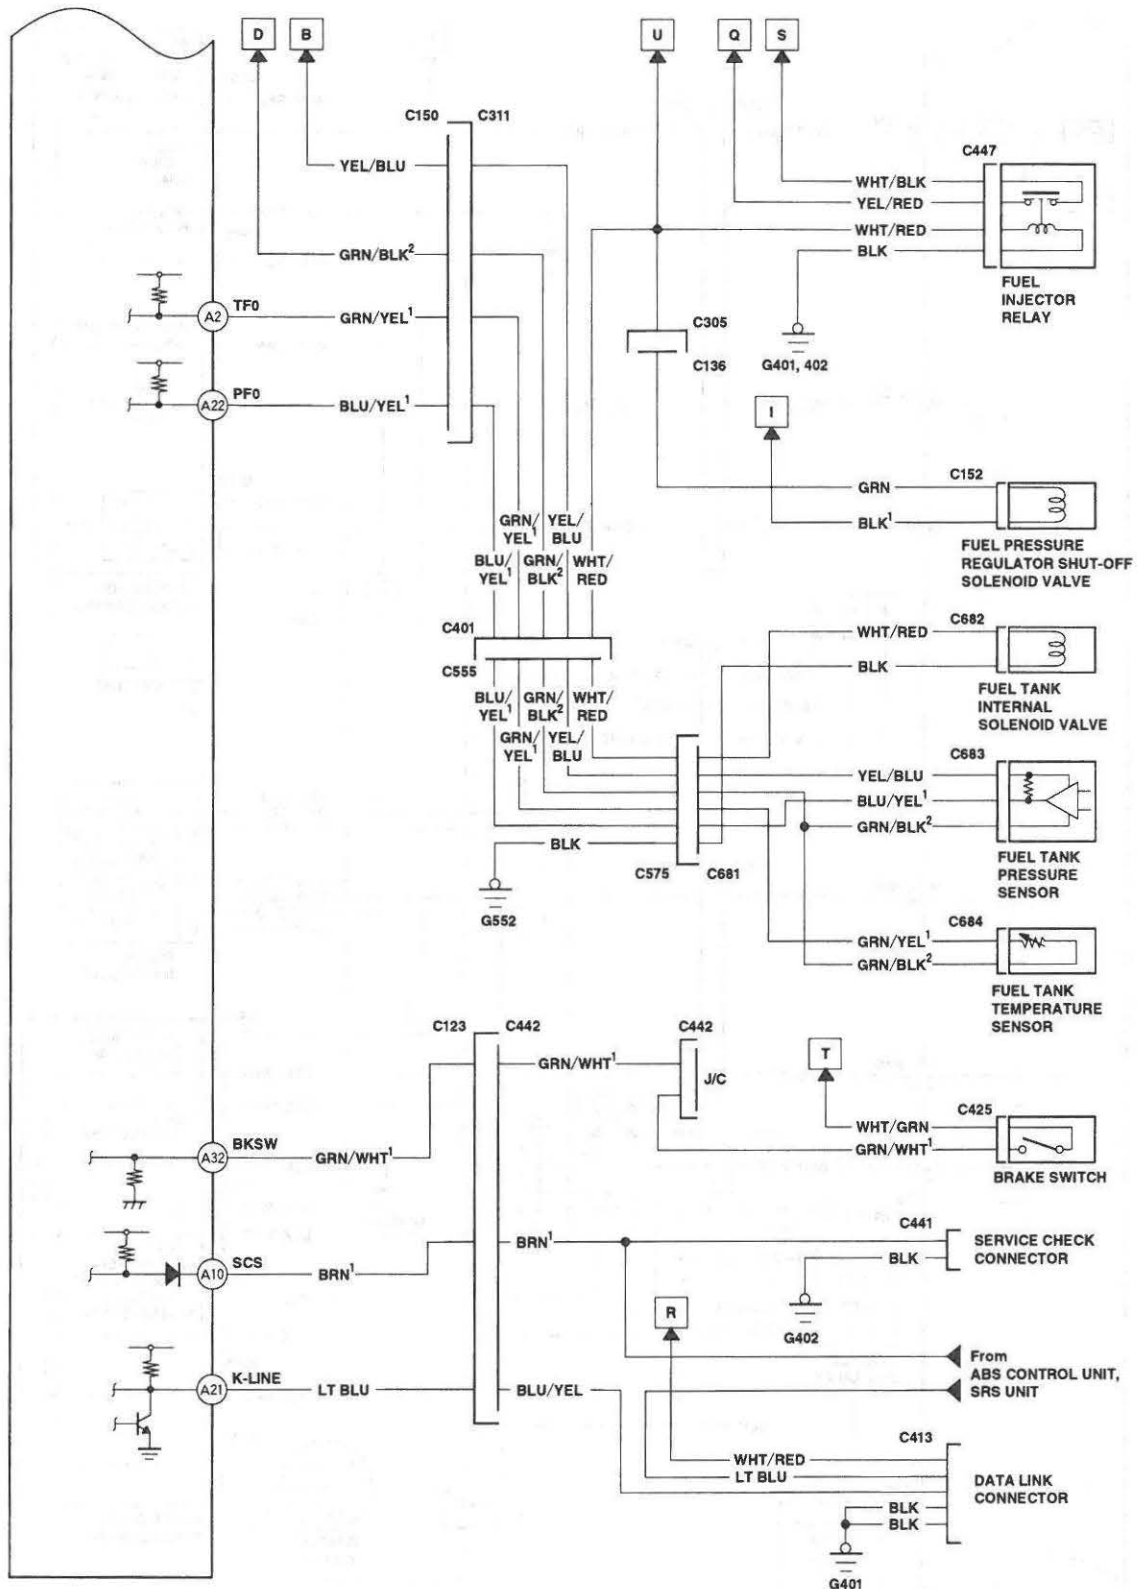 D B U Q S
C150 C311
C447
YEL/BLU
WHT/BLK
YEL/RED
WHT/RED
BLK
GRN/BLK²
FUEL
INJECTOR
RELAY
A2 TF0
GRN/YEL¹
C305
C136
G401, 402
A22 PF0
BLU/YEL¹
I
C152
GRN
BLK¹
FUEL PRESSURE
REGULATOR SHUT-OFF
SOLENOID VALVE
GRN/
YEL¹
YEL/
BLU
BLU/
YEL¹
GRN/
BLK²
WHT/
RED
C401
C555
C682
WHT/RED
BLK
FUEL TANK
INTERNAL
SOLENOID VALVE
BLU/
YEL¹
GRN/
BLK²
WHT/
RED
GRN/
YEL¹
YEL/
BLU
C683
YEL/BLU
BLU/YEL¹
GRN/BLK²
FUEL TANK
PRESSURE
SENSOR
BLK
C575 C681
G552
C684
GRN/YEL¹
GRN/BLK²
FUEL TANK
TEMPERATURE
SENSOR
C123 C442
C442
GRN/WHT¹
J/C
T
C425
WHT/GRN
GRN/WHT¹
BRAKE SWITCH
A32 BKSW
GRN/WHT¹
C441
BRN¹
BLK
SERVICE CHECK
CONNECTOR
A10 SCS
BRN¹
G402
R
From
ABS CONTROL UNIT,
SRS UNIT
A21 K-LINE
LT BLU
BLU/YEL
C413
WHT/RED
LT BLU
BLK
BLK
DATA LINK
CONNECTOR
G401